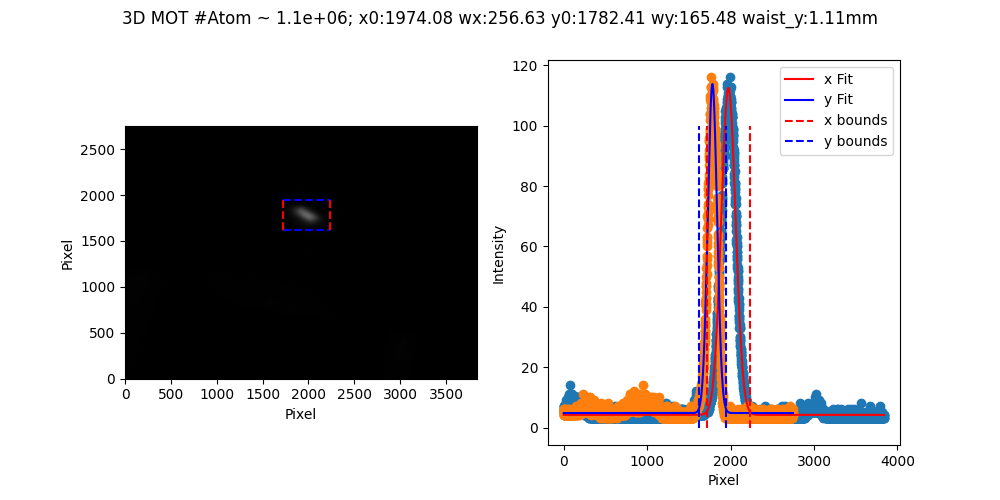 3D MOT #Atom ~ 1.1e+06; x0:1974.08 wx:256.63 y0:1782.41 wy:165.48 waist_y:1.11mm
2500
2000
1500
1000
500
0
Pixel
0 500 1000 1500 2000 2500 3000 3500
Pixel
120
100
80
60
40
20
0
Intensity
x Fit
y Fit
x bounds
y bounds
0 1000 2000 3000 4000
Pixel